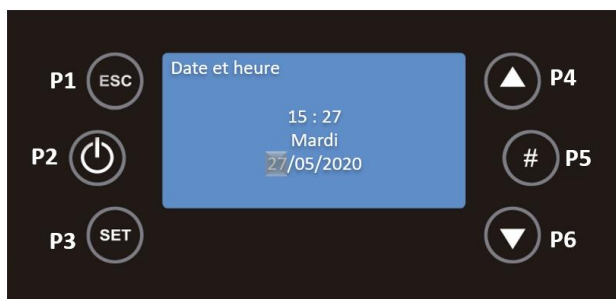 P1 ESC
Date et heure
15 : 27
Mardi
27/05/2020
P4
P2
# P5
P3 SET
P6